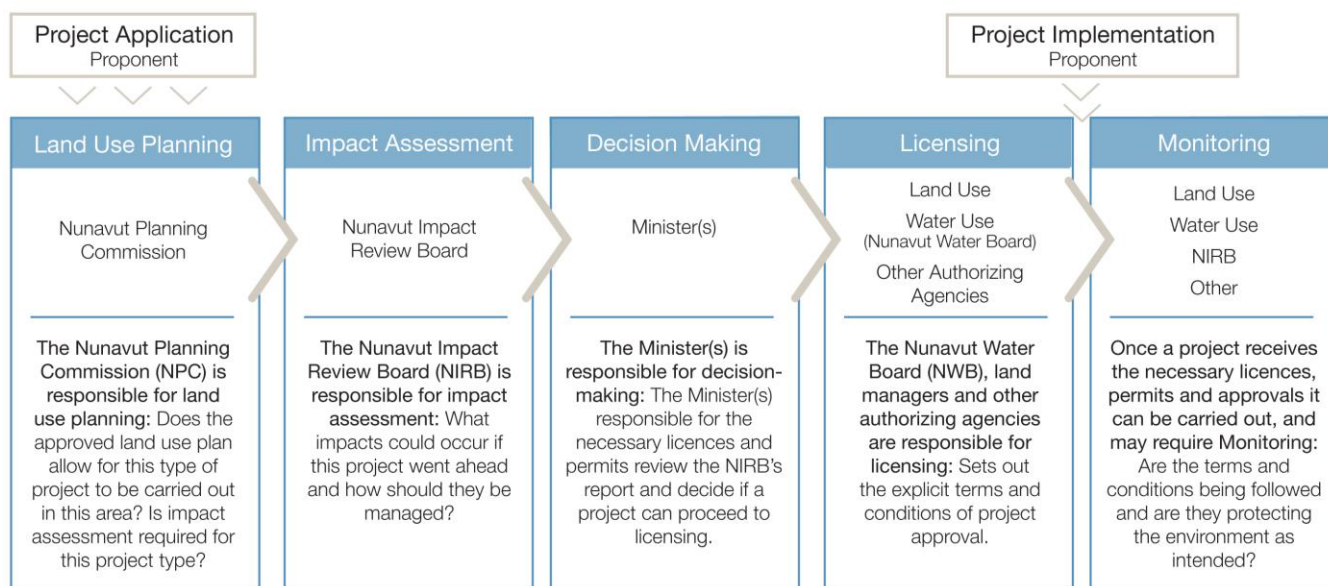 Project Application
Proponent
Project Implementation
Proponent
Land Use Planning
Nunavut Planning
Commission
The Nunavut Planning
Commission (NPC) is
responsible for land
use planning: Does the
approved land use plan
allow for this type of
project to be carried out
in this area? Is impact
assessment required for
this project type?
Impact Assessment
Nunavut Impact
Review Board
The Nunavut Impact
Review Board (NIRB) is
responsible for impact
assessment: What
impacts could occur if
this project went ahead
and how should they be
managed?
Decision Making
Minister(s)
The Minister(s) is
responsible for decision-
making: The Minister(s)
responsible for the
necessary licences and
permits review the NIRB's
report and decide if a
project can proceed to
licensing.
Licensing
Land Use
Water Use
(Nunavut Water Board)
Other Authorizing
Agencies
The Nunavut Water
Board (NWB), land
managers and other
authorizing agencies
are responsible for
licensing: Sets out
the explicit terms and
conditions of project
approval.
Monitoring
Land Use
Water Use
NIRB
Other
Once a project receives
the necessary licences,
permits and approvals it
can be carried out, and
may require Monitoring:
Are the terms and
conditions being followed
and are they protecting
the environment as
intended?